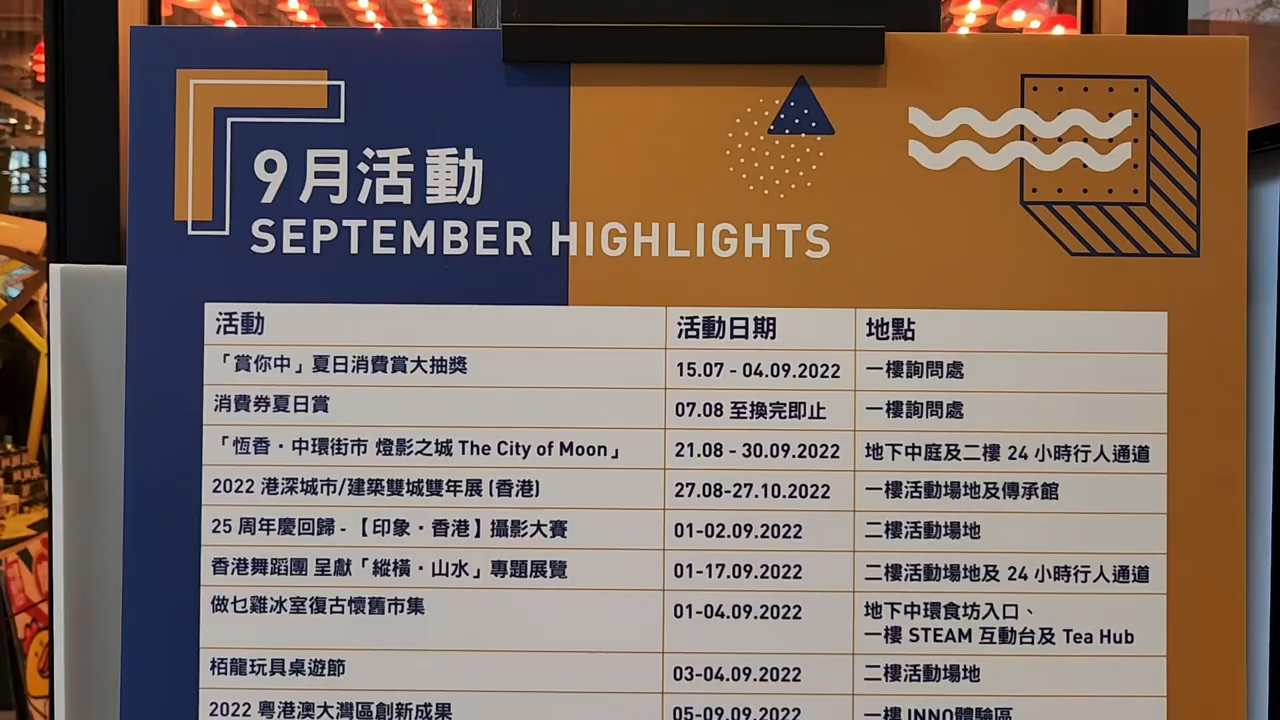 9月活動
SEPTEMBER HIGHLIGHTS
活動 活動日期 地點
「賞你中」夏日消費賞大抽獎 15.07 - 04.09.2022 一樓詢問處
消費券夏日賞 07.08 至換完即止 一樓詢問處
「恆香・中環街市 燈影之城 The City of Moon」 21.08 - 30.09.2022 地下中庭及二樓 24 小時行人通道
2022 港深城市/建築雙城雙年展 (香港) 27.08-27.10.2022 一樓活動場地及傳承館
25 周年慶回歸 - 【印象・香港】攝影大賽 01-02.09.2022 二樓活動場地
香港舞蹈團 呈獻「縱橫・山水」專題展覽 01-17.09.2022 二樓活動場地及 24 小時行人通道
做乜雞冰室復古懷舊市集 01-04.09.2022 地下中環食坊入口、
一樓 STEAM 互動台及 Tea Hub
栢龍玩具桌遊節 03-04.09.2022 二樓活動場地
2022 粵港澳大灣區創新成果 05-09.09.2022 一樓 INNO體驗區